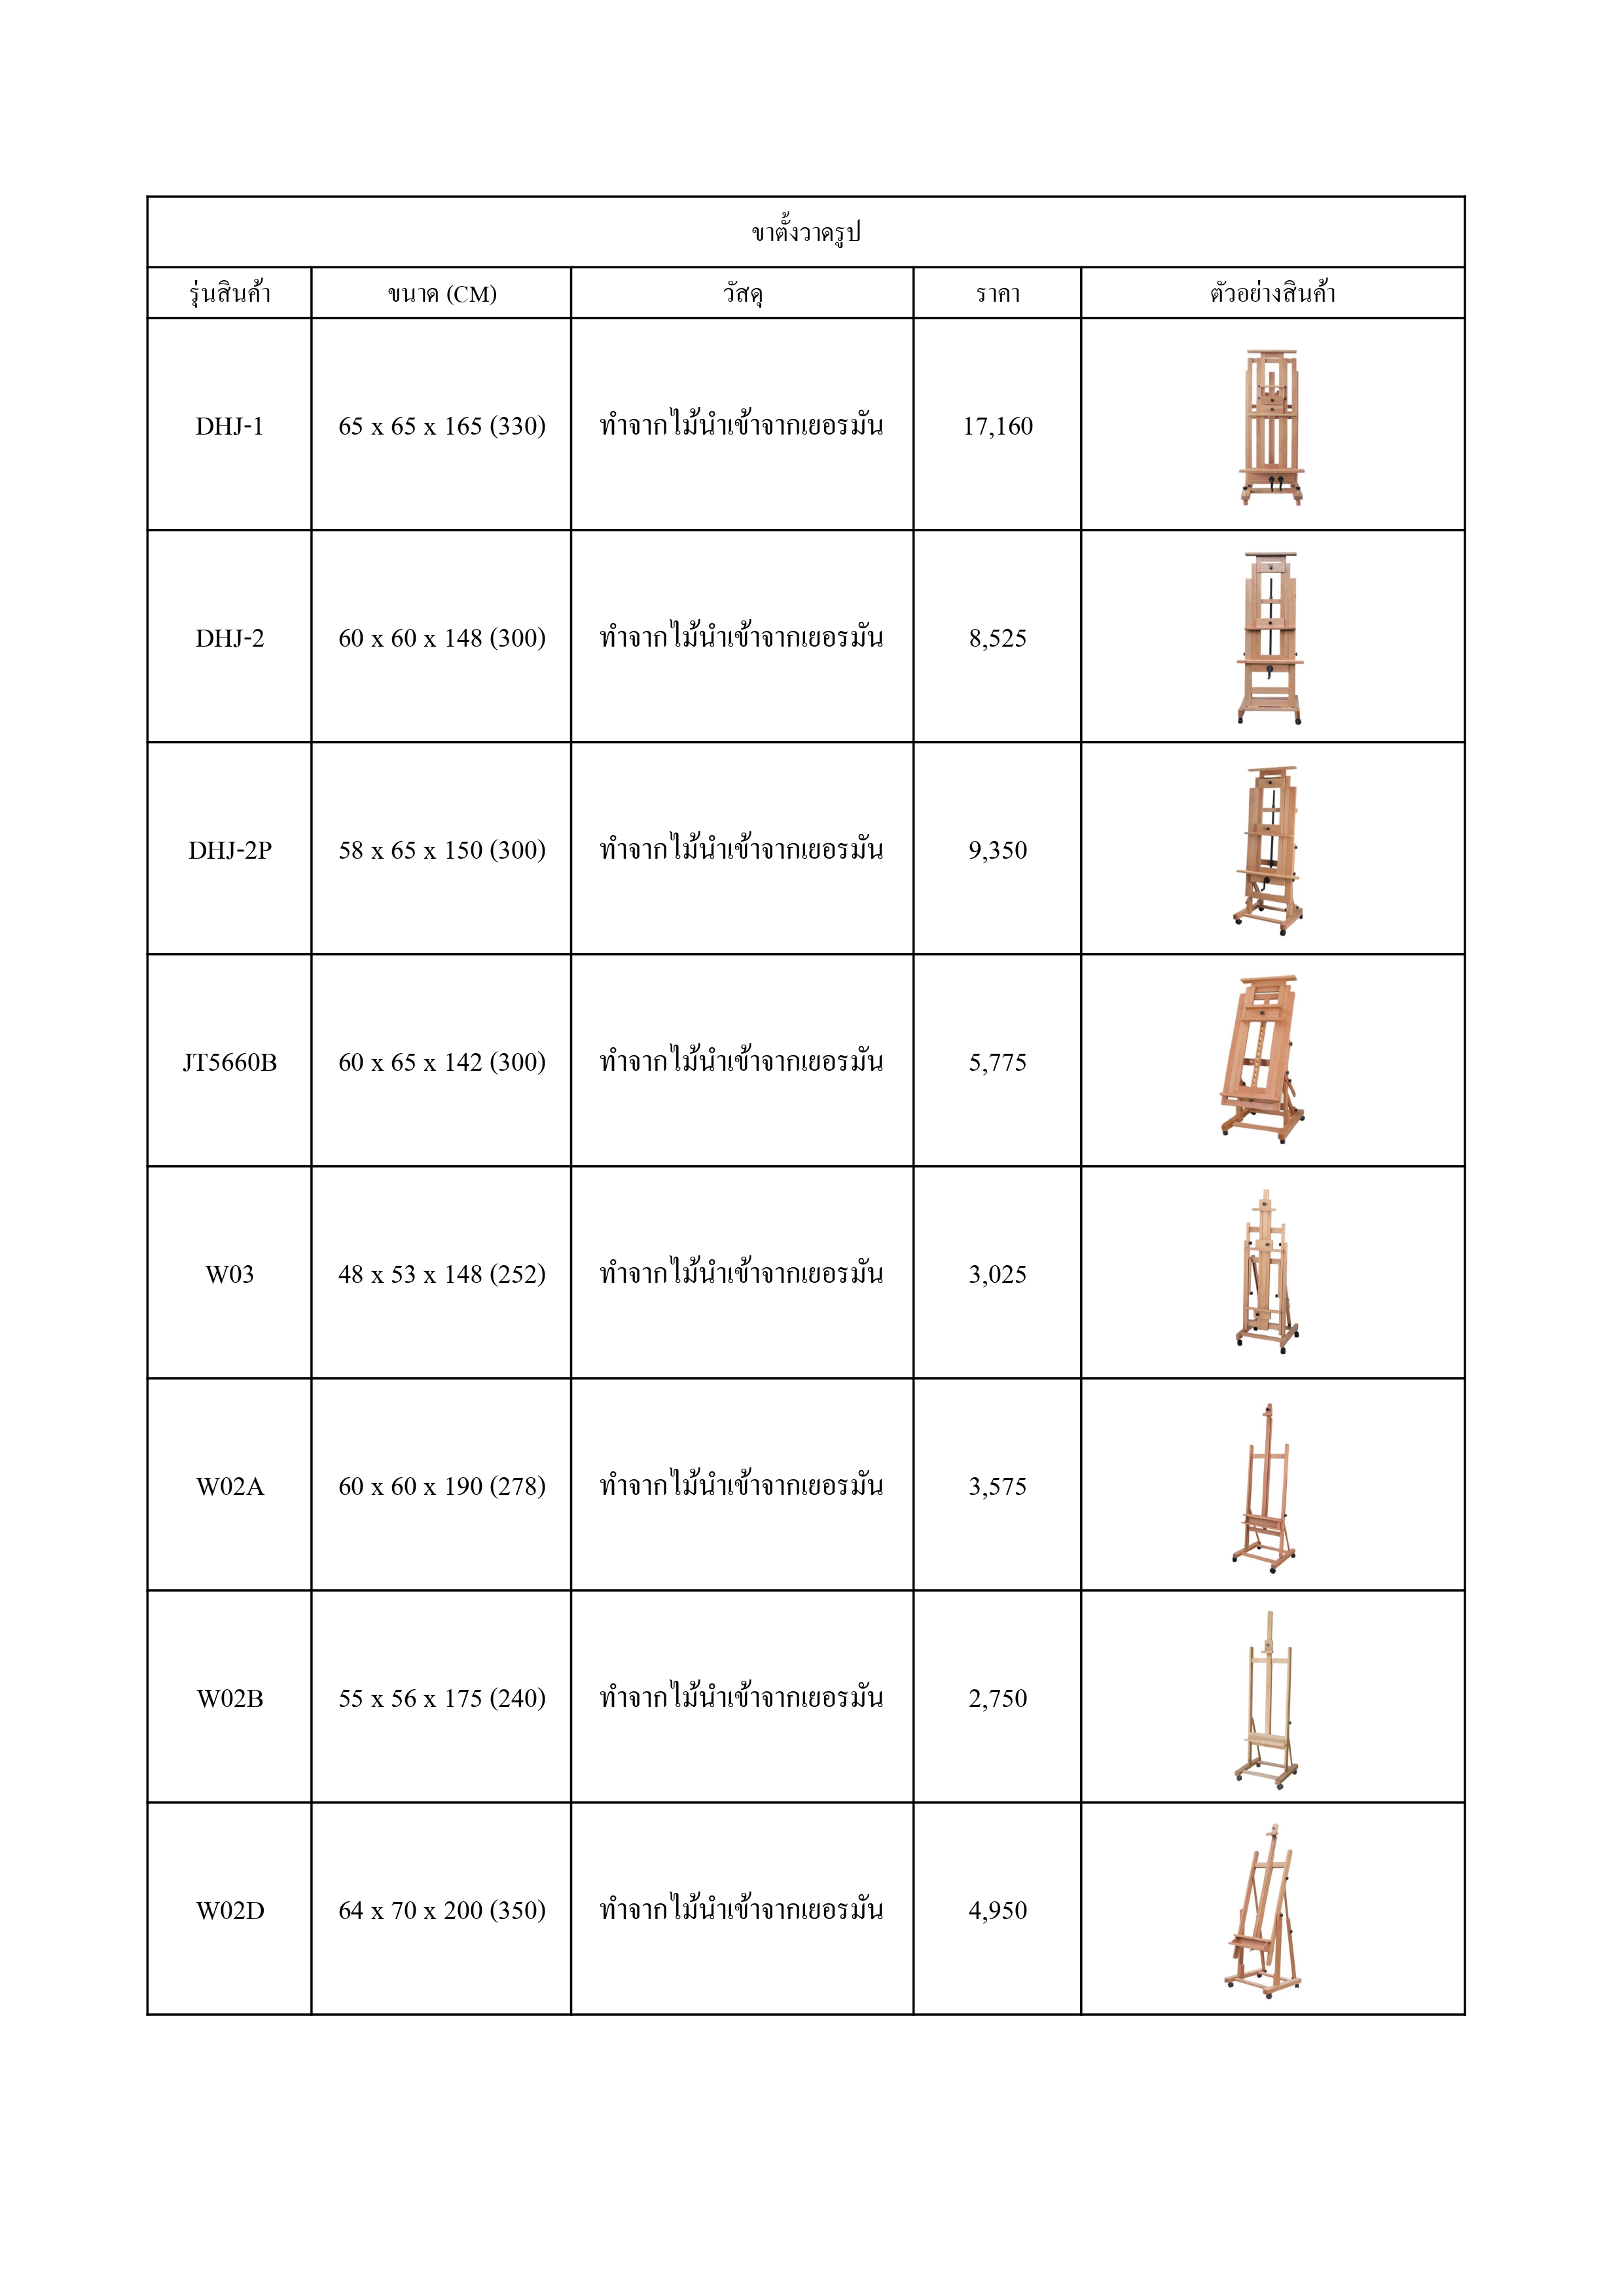 ขาตั้งวาดรูป
รุ่นสินค้า ขนาด (CM) วัสดุ ราคา ตัวอย่างสินค้า
DHJ-1 65 x 65 x 165 (330) ทำจากไม้นำเข้าจากเยอรมัน 17,160
DHJ-2 60 x 60 x 148 (300) ทำจากไม้นำเข้าจากเยอรมัน 8,525
DHJ-2P 58 x 65 x 150 (300) ทำจากไม้นำเข้าจากเยอรมัน 9,350
JT5660B 60 x 65 x 142 (300) ทำจากไม้นำเข้าจากเยอรมัน 5,775
W03 48 x 53 x 148 (252) ทำจากไม้นำเข้าจากเยอรมัน 3,025
W02A 60 x 60 x 190 (278) ทำจากไม้นำเข้าจากเยอรมัน 3,575
W02B 55 x 56 x 175 (240) ทำจากไม้นำเข้าจากเยอรมัน 2,750
W02D 64 x 70 x 200 (350) ทำจากไม้นำเข้าจากเยอรมัน 4,950